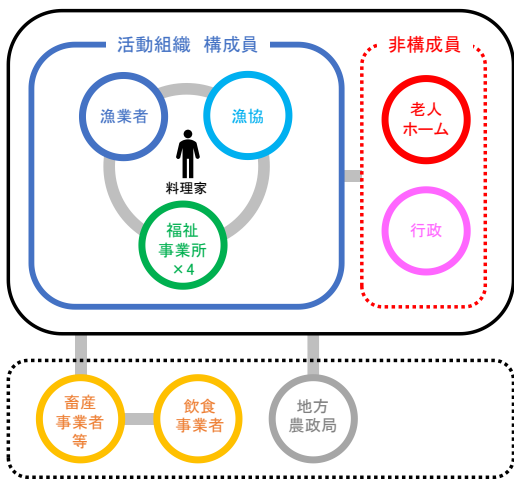 活動組織 構成員
非構成員
漁業者
漁協
料理家
福祉
事業所
×4
老人
ホーム
行政
畜産
事業者
等
飲食
事業者
地方
農政局